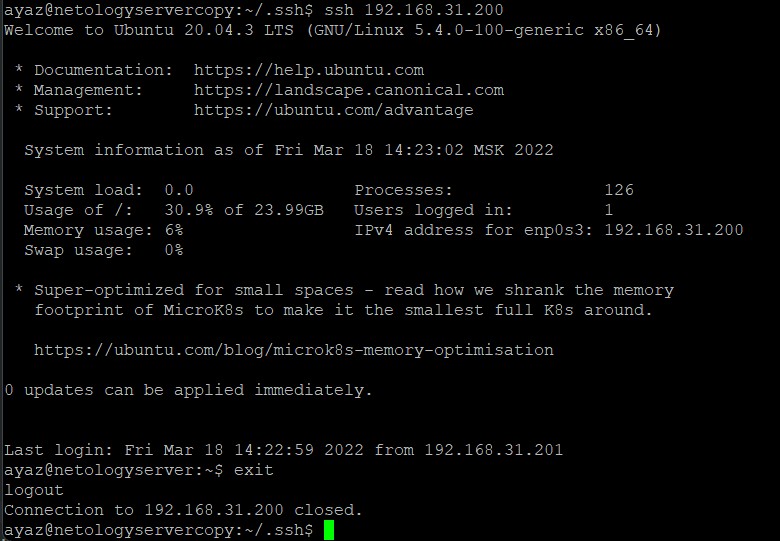 ayaz@netologyservercopy:~/.ssh$ ssh 192.168.31.200
Welcome to Ubuntu 20.04.3 LTS (GNU/Linux 5.4.0-100-generic x86_64)
* Documentation: https://help.ubuntu.com
* Management: https://landscape.canonical.com
* Support: https://ubuntu.com/advantage
System information as of Fri Mar 18 14:23:02 MSK 2022
System load: 0.0 Processes: 126
Usage of /: 30.9% of 23.99GB Users logged in: 1
Memory usage: 6% IPv4 address for enp0s3: 192.168.31.200
Swap usage: 0%
* Super-optimized for small spaces - read how we shrank the memory
footprint of MicroK8s to make it the smallest full K8s around.
https://ubuntu.com/blog/microk8s-memory-optimisation
0 updates can be applied immediately.
Last login: Fri Mar 18 14:22:59 2022 from 192.168.31.201
ayaz@netologyserver:~$ exit
logout
Connection to 192.168.31.200 closed.
ayaz@netologyservercopy:~/.ssh$